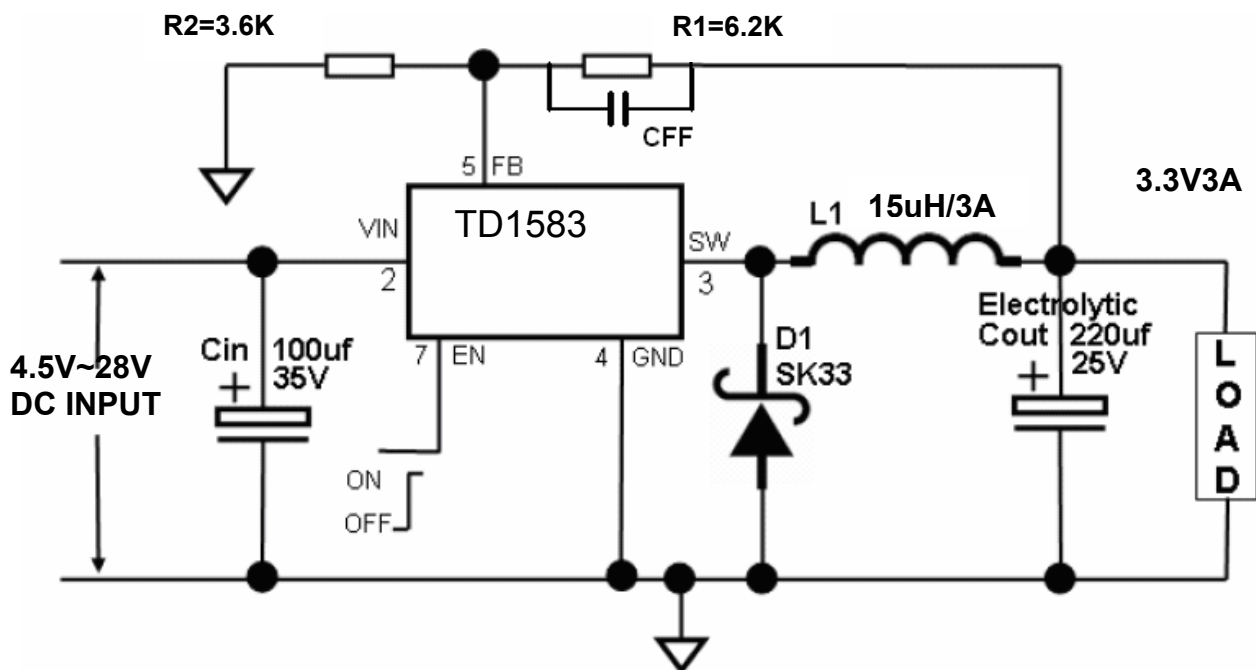 R2=3.6K
R1=6.2K
CFF
5 FB
3.3V3A
TD1583
L1 15uH/3A
VIN
SW
2
3
Electrolytic
Cin 100uf
35V
+
Cout 220uf
25V
+
7 EN
4 GND
D1
SK33
4.5V~28V
DC INPUT
ON
OFF
L
O
A
D